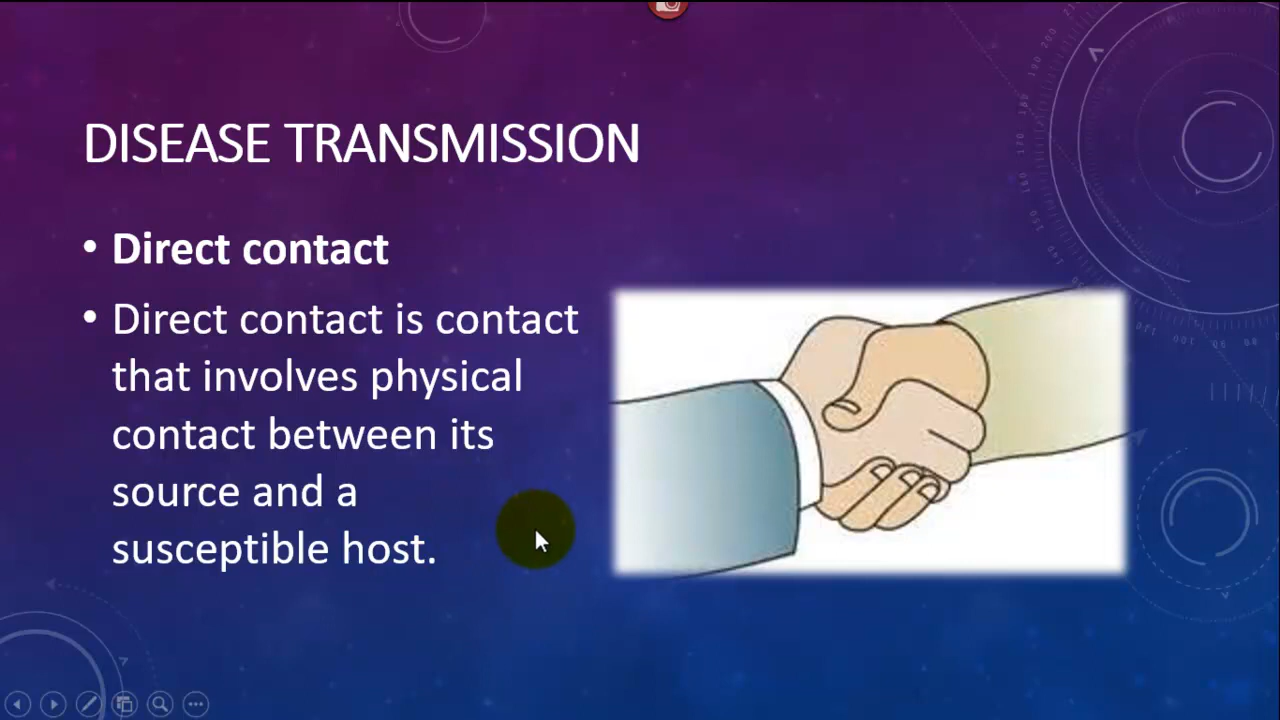 DISEASE TRANSMISSION
• Direct contact
• Direct contact is contact
that involves physical
contact between its
source and a
susceptible host.